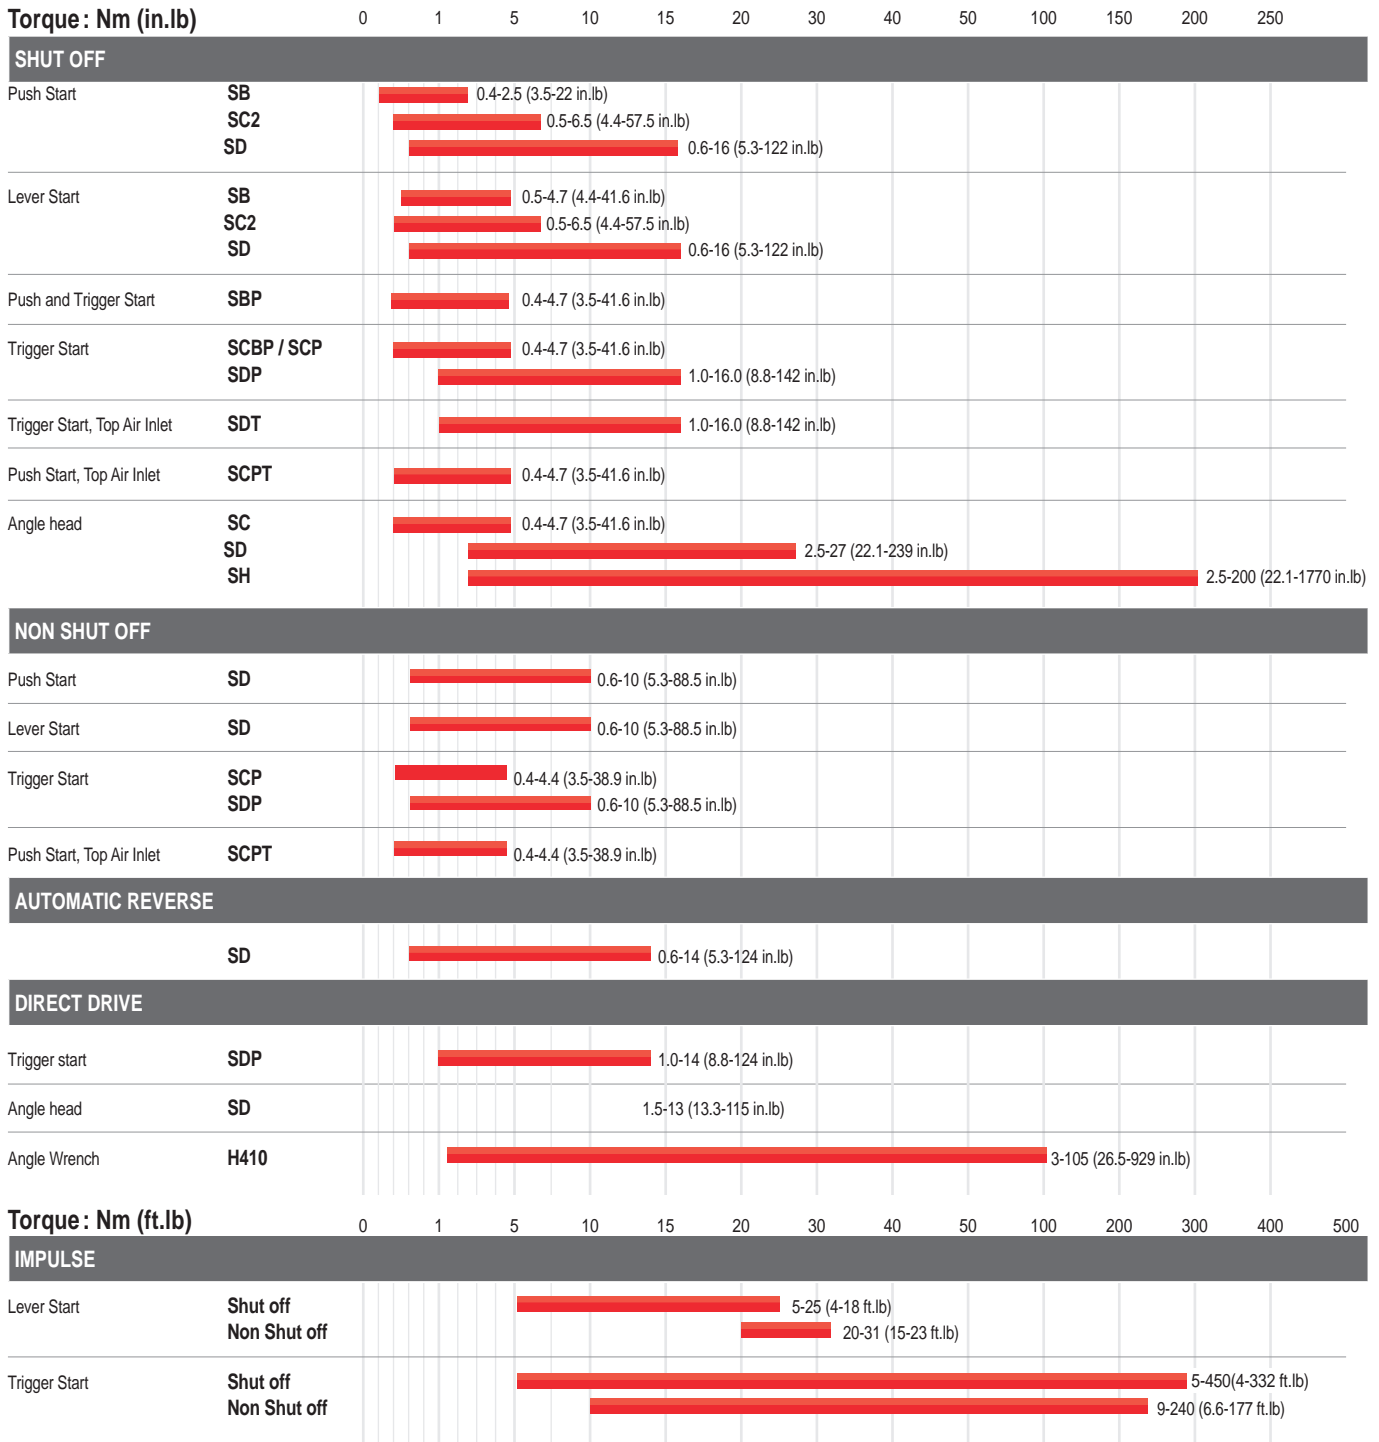 Torque : Nm (in.lb) 0 1 5 10 15 20 30 40 50 100 150 200 250
SHUT OFF
Push Start SB 0.4-2.5 (3.5-22 in.lb)
SC2 0.5-6.5 (4.4-57.5 in.lb)
SD 0.6-16 (5.3-122 in.lb)
Lever Start SB 0.5-4.7 (4.4-41.6 in.lb)
SC2 0.5-6.5 (4.4-57.5 in.lb)
SD 0.6-16 (5.3-122 in.lb)
Push and Trigger Start SBP 0.4-4.7 (3.5-41.6 in.lb)
Trigger Start SCBP / SCP 0.4-4.7 (3.5-41.6 in.lb)
SDP 1.0-16.0 (8.8-142 in.lb)
Trigger Start, Top Air Inlet SDT 1.0-16.0 (8.8-142 in.lb)
Push Start, Top Air Inlet SCPT 0.4-4.7 (3.5-41.6 in.lb)
Angle head SC 0.4-4.7 (3.5-41.6 in.lb)
SD 2.5-27 (22.1-239 in.lb)
SH 2.5-200 (22.1-1770 in.lb)
NON SHUT OFF
Push Start SD 0.6-10 (5.3-88.5 in.lb)
Lever Start SD 0.6-10 (5.3-88.5 in.lb)
Trigger Start SCP 0.4-4.4 (3.5-38.9 in.lb)
SDP 0.6-10 (5.3-88.5 in.lb)
Push Start, Top Air Inlet SCPT 0.4-4.4 (3.5-38.9 in.lb)
AUTOMATIC REVERSE
SD 0.6-14 (5.3-124 in.lb)
DIRECT DRIVE
Trigger start SDP 1.0-14 (8.8-124 in.lb)
Angle head SD 1.5-13 (13.3-115 in.lb)
Angle Wrench H410 3-105 (26.5-929 in.lb)
Torque : Nm (ft.lb) 0 1 5 10 15 20 30 40 50 100 200 300 400 500
IMPULSE
Lever Start Shut off 5-25 (4-18 ft.lb)
Non Shut off 20-31 (15-23 ft.lb)
Trigger Start Shut off 5-450(4-332 ft.lb)
Non Shut off 9-240 (6.6-177 ft.lb)